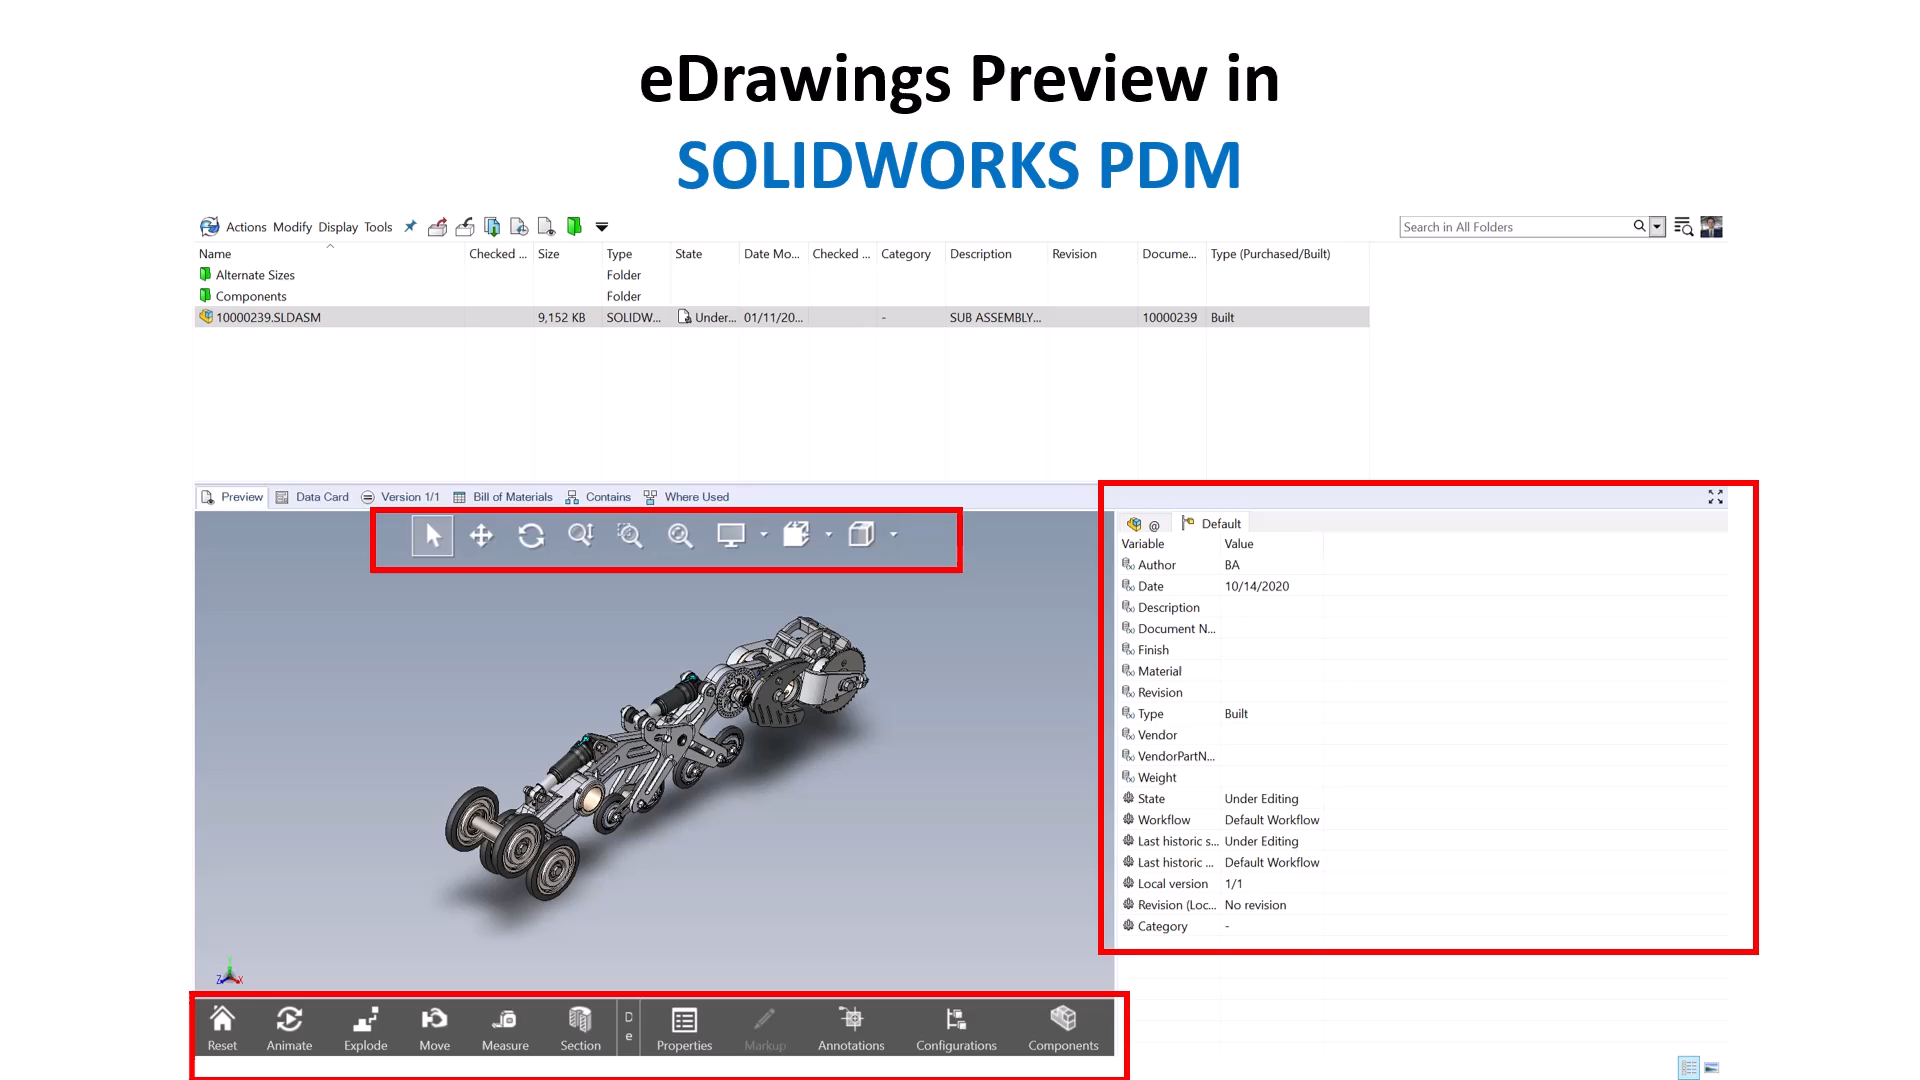 eDrawings Preview in
SOLIDWORKS PDM
Actions Modify Display Tools
Search in All Folders
Name Checked ... Size Type State Date Mo... Checked ... Category Description Revision Docume... Type (Purchased/Built)
Alternate Sizes Folder
Components Folder
10000239.SLDASM 9,152 KB SOLIDW... Under... 01/11/20... - SUB ASSEMBLY... 10000239 Built
Preview Data Card Version 1/1 Bill of Materials Contains Where Used
@ Default
Variable Value
Author BA
Date 10/14/2020
Description
Document N...
Finish
Material
Revision
Type Built
Vendor
VendorPartN...
Weight
State Under Editing
Workflow Default Workflow
Last historic s... Under Editing
Last historic ... Default Workflow
Local version 1/1
Revision (Loc... No revision
Category -
Y
Z X
Reset Animate Explode Move Measure Section D e Properties Markup Annotations Configurations Components